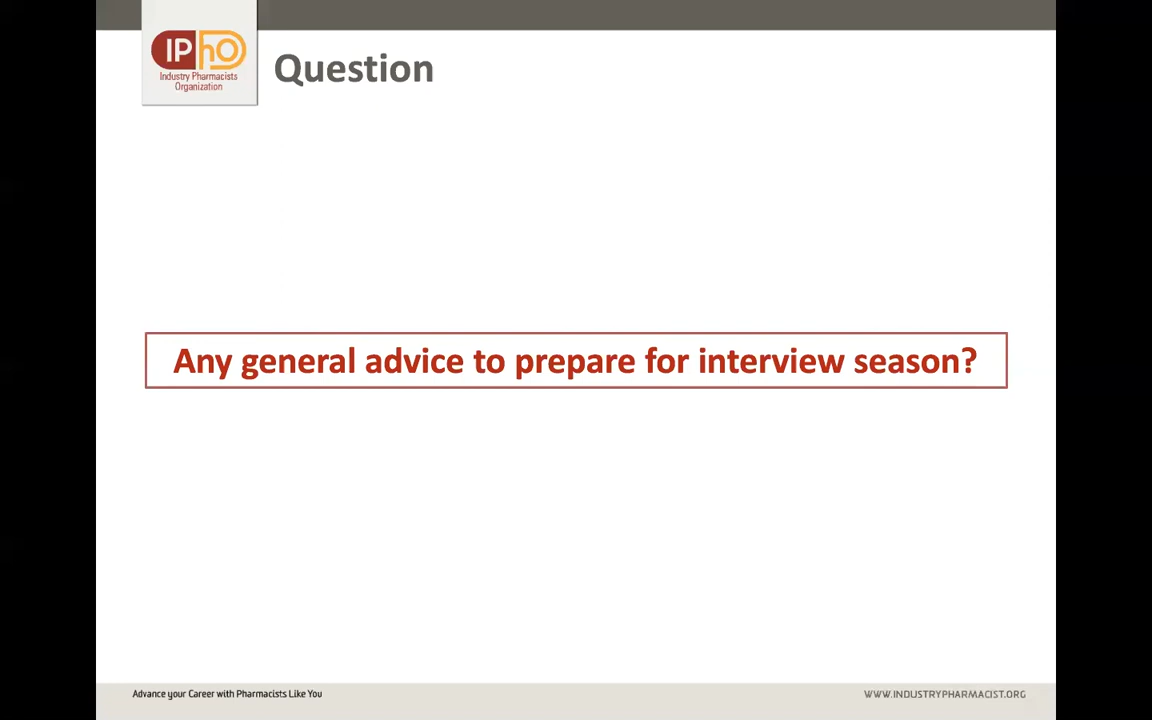 IPhO
Industry Pharmacists
Organization
Question
Any general advice to prepare for interview season?
Advance your Career with Pharmacists Like You
WWW.INDUSTRYPHARMACIST.ORG